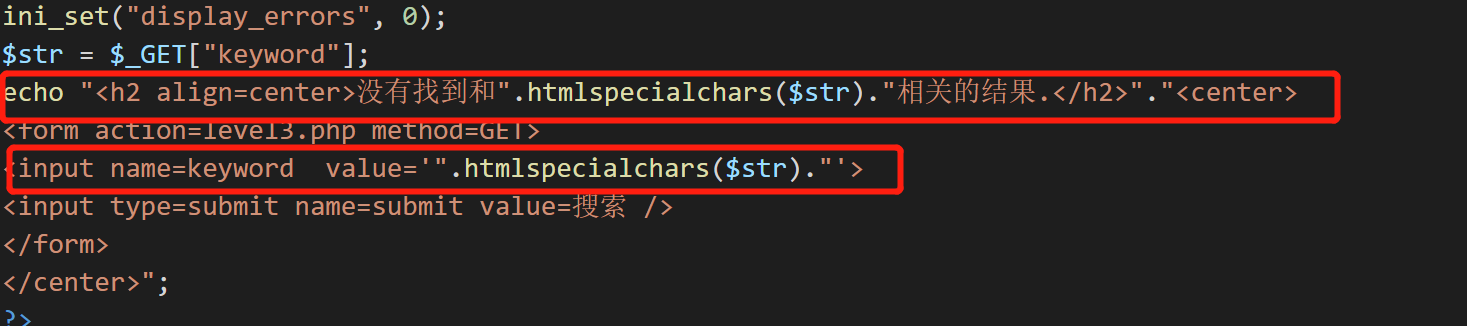 ini_set("display_errors", 0);
$str = $_GET["keyword"];
echo "<h2 align=center>没有找到和".htmlspecialchars($str)."相关的结果.</h2>"."<center>
<form action=level3.php method=GET>
<input name=keyword  value='".htmlspecialchars($str)."'>
<input type=submit name=submit value=搜索 />
</form>
</center>";
?>